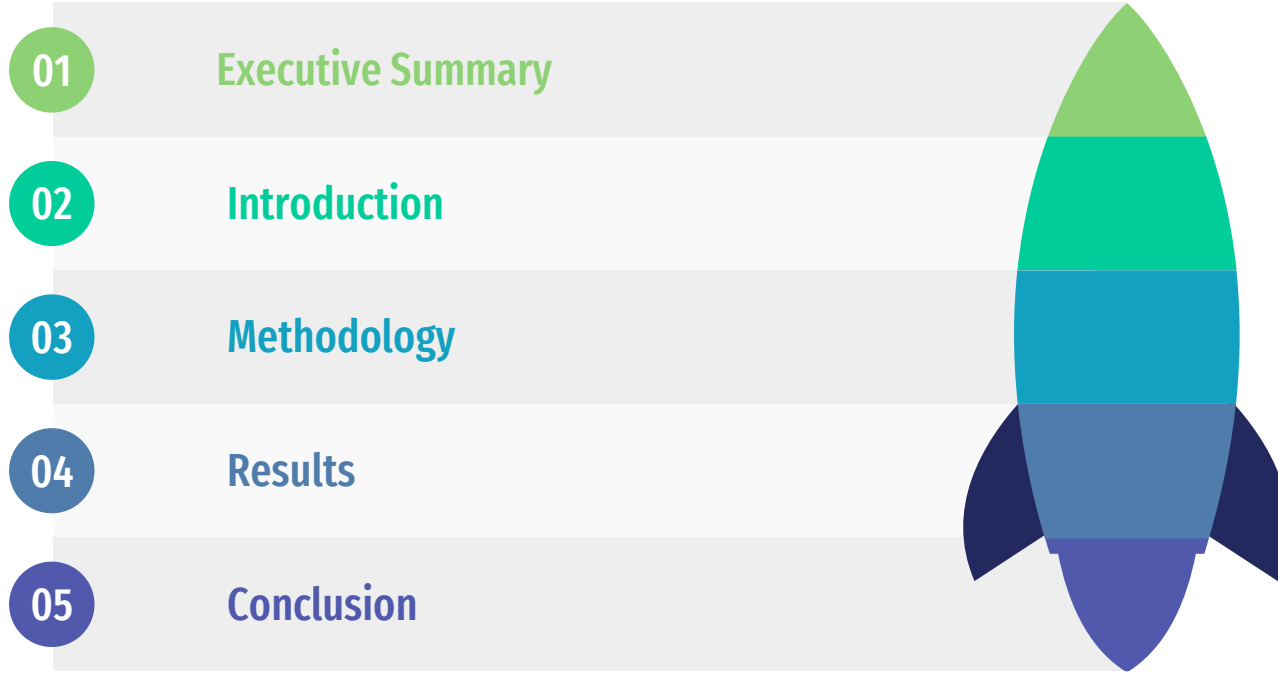 01 Executive Summary
02 Introduction
03 Methodology
04 Results
05 Conclusion